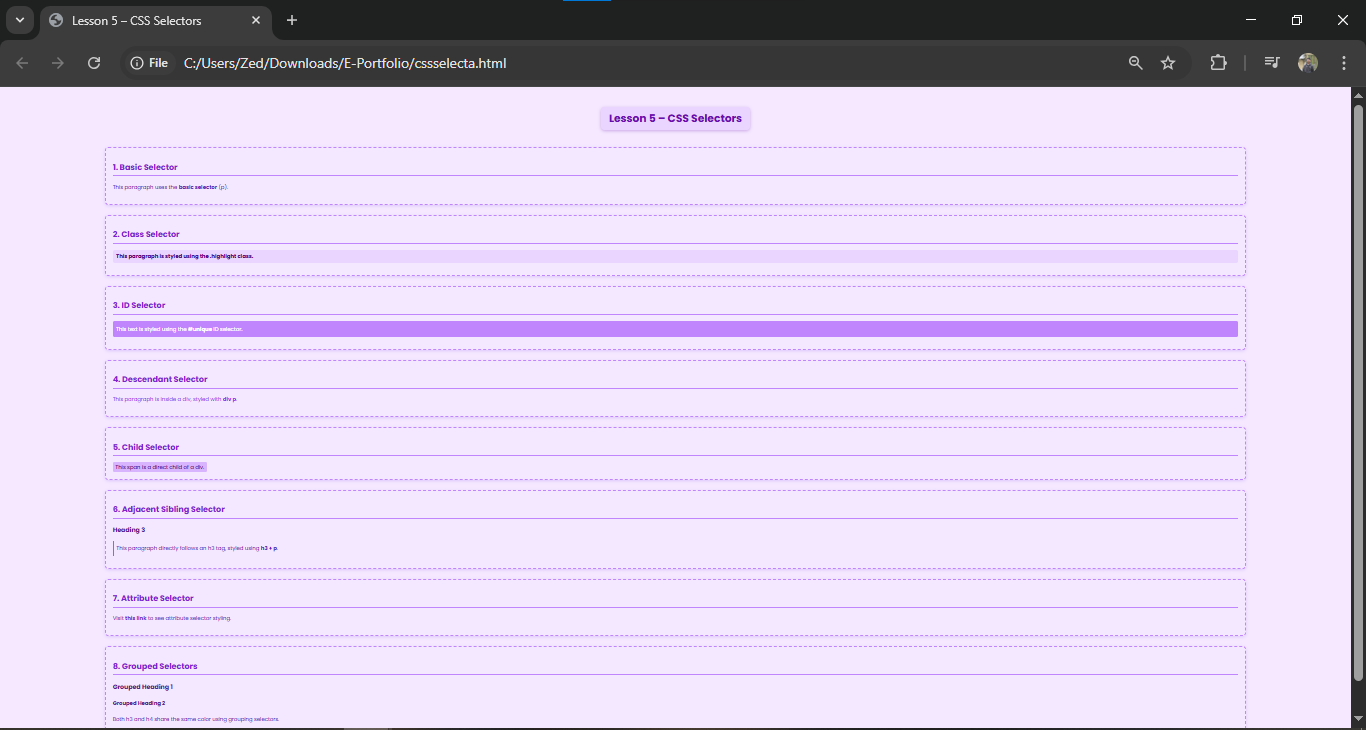 Lesson 5 – CSS Selectors
File C:/Users/Zed/Downloads/E-Portfolio/cssselecta.html
Lesson 5 – CSS Selectors
1. Basic Selector
This paragraph uses the basic selector (p).
2. Class Selector
This paragraph is styled using the .highlight class.
3. ID Selector
This text is styled using the #unique ID selector.
4. Descendant Selector
This paragraph is inside a div, styled with div p.
5. Child Selector
This span is a direct child of a div.
6. Adjacent Sibling Selector
Heading 3
This paragraph directly follows an h3 tag, styled using h3 + p.
7. Attribute Selector
Visit this link to see attribute selector styling.
8. Grouped Selectors
Grouped Heading 1
Grouped Heading 2
Both h3 and h4 share the same color using grouping selectors.